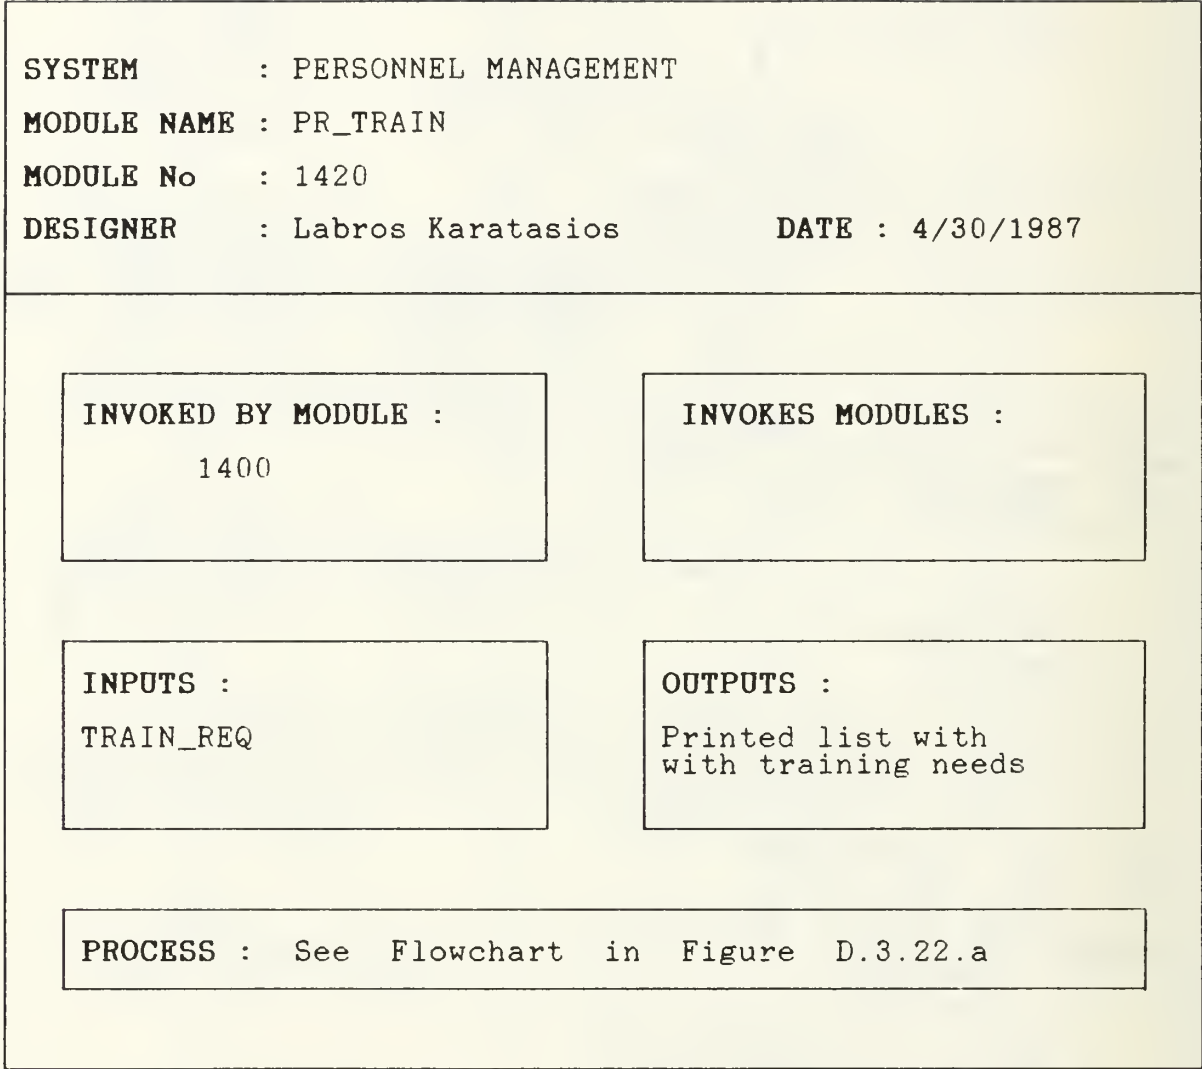 SYSTEM : PERSONNEL MANAGEMENT
MODULE NAME : PR_TRAIN
MODULE No : 1420
DESIGNER : Labros Karatasios DATE : 4/30/1987
INVOKED BY MODULE :
1400
INVOKES MODULES :
INPUTS :
TRAIN_REQ
OUTPUTS :
Printed list with
with training needs
PROCESS : See Flowchart in Figure D.3.22.a